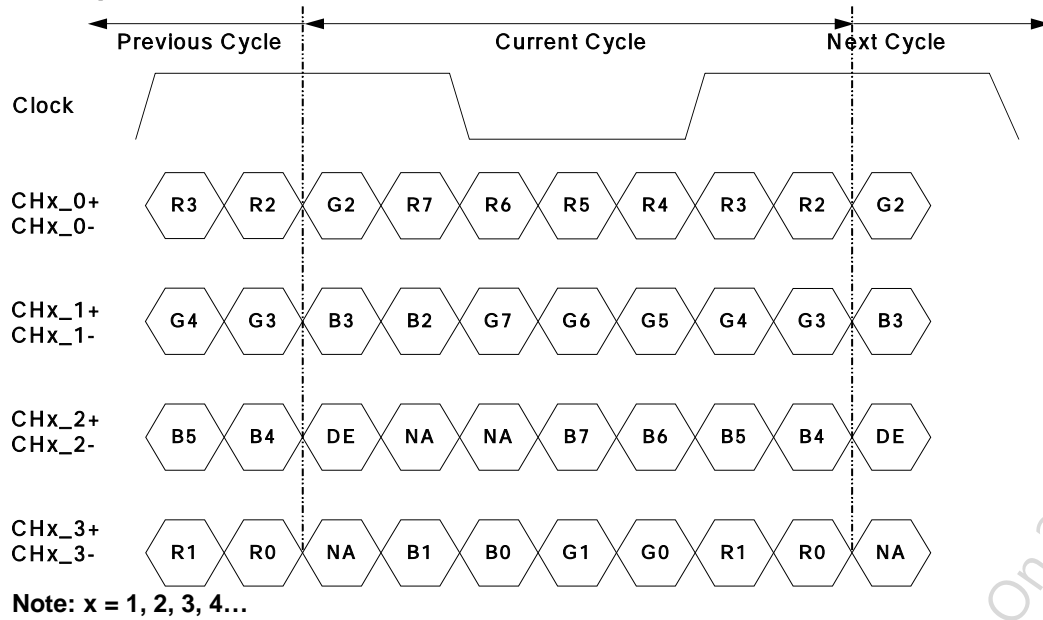 Previous Cycle Current Cycle Next Cycle
Clock
CHx_0+
CHx_0-
R3 R2 G2 R7 R6 R5 R4 R3 R2 G2
CHx_1+
CHx_1-
G4 G3 B3 B2 G7 G6 G5 G4 G3 B3
CHx_2+
CHx_2-
B5 B4 DE NA NA B7 B6 B5 B4 DE
CHx_3+
CHx_3-
R1 R0 NA B1 B0 G1 G0 R1 R0 NA
Note: x = 1, 2, 3, 4…
On